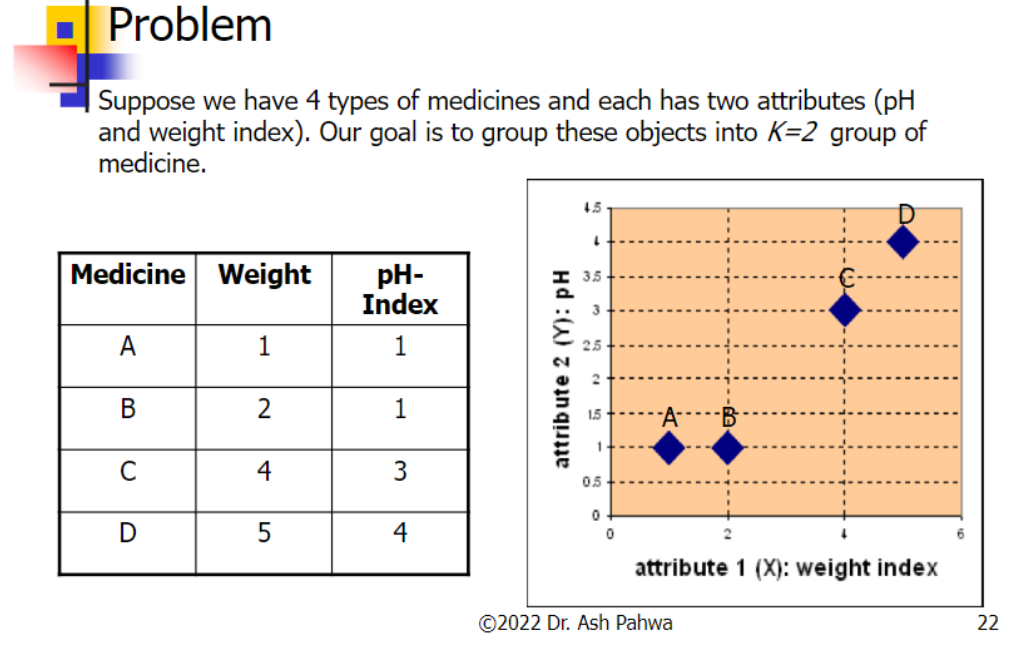 Problem
Suppose we have 4 types of medicines and each has two attributes (pH
and weight index). Our goal is to group these objects into K=2 group of
medicine.
Medicine Weight pH-
Index
A 1 1
B 2 1
C 4 3
D 5 4
attribute 2 (Y): pH
4.5
4
3.5
3
2.5
2
1.5
1
0.5
0
0 2 4 6
A
B
C
D
attribute 1 (X): weight index
©2022 Dr. Ash Pahwa
22